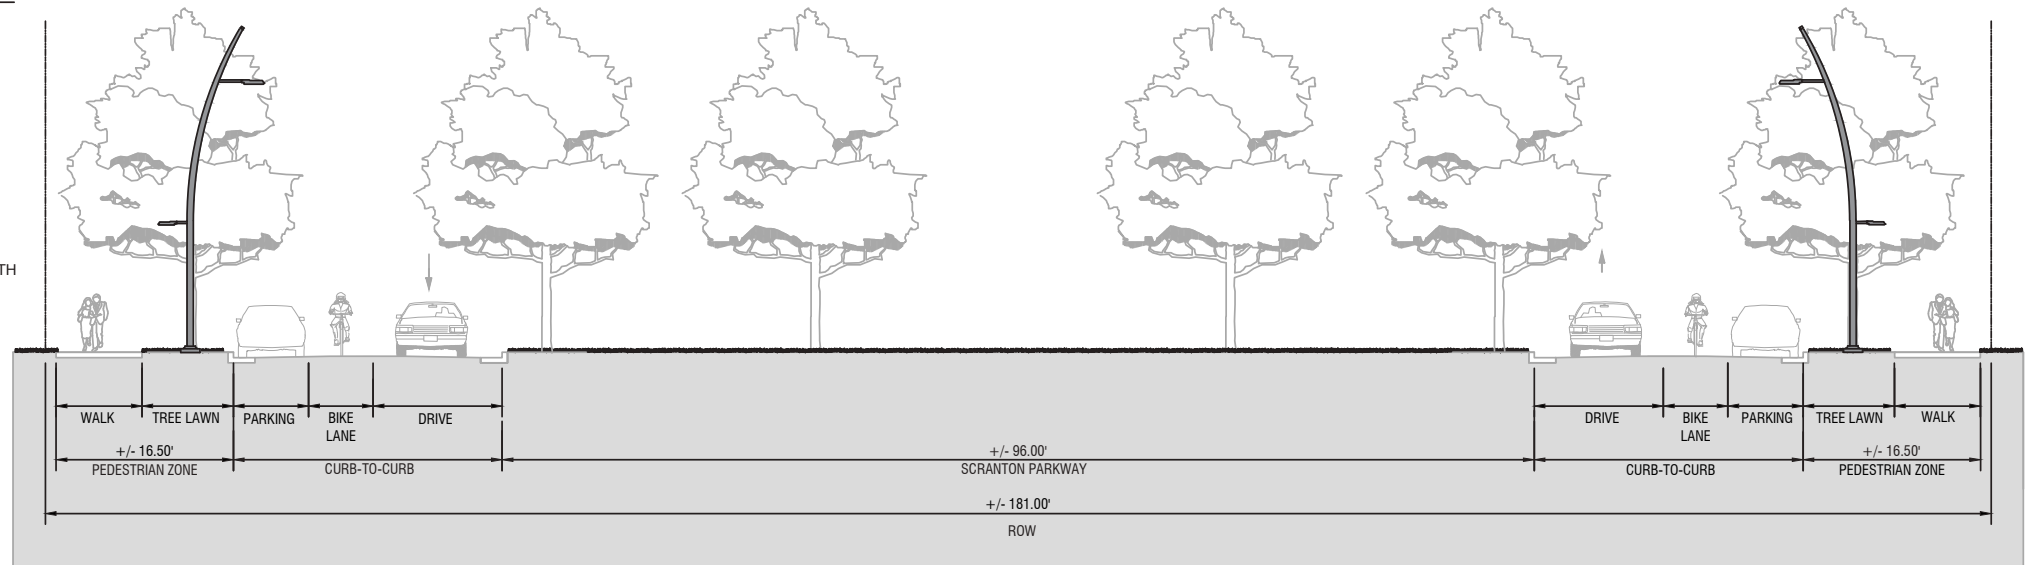 TH
WALK
TREE LAWN
PARKING
BIKE
LANE
DRIVE
DRIVE
BIKE
LANE
PARKING
TREE LAWN
WALK
+/- 16.50'
PEDESTRIAN ZONE
CURB-TO-CURB
+/- 96.00'
SCRANTON PARKWAY
CURB-TO-CURB
+/- 16.50'
PEDESTRIAN ZONE
+/- 181.00'
ROW